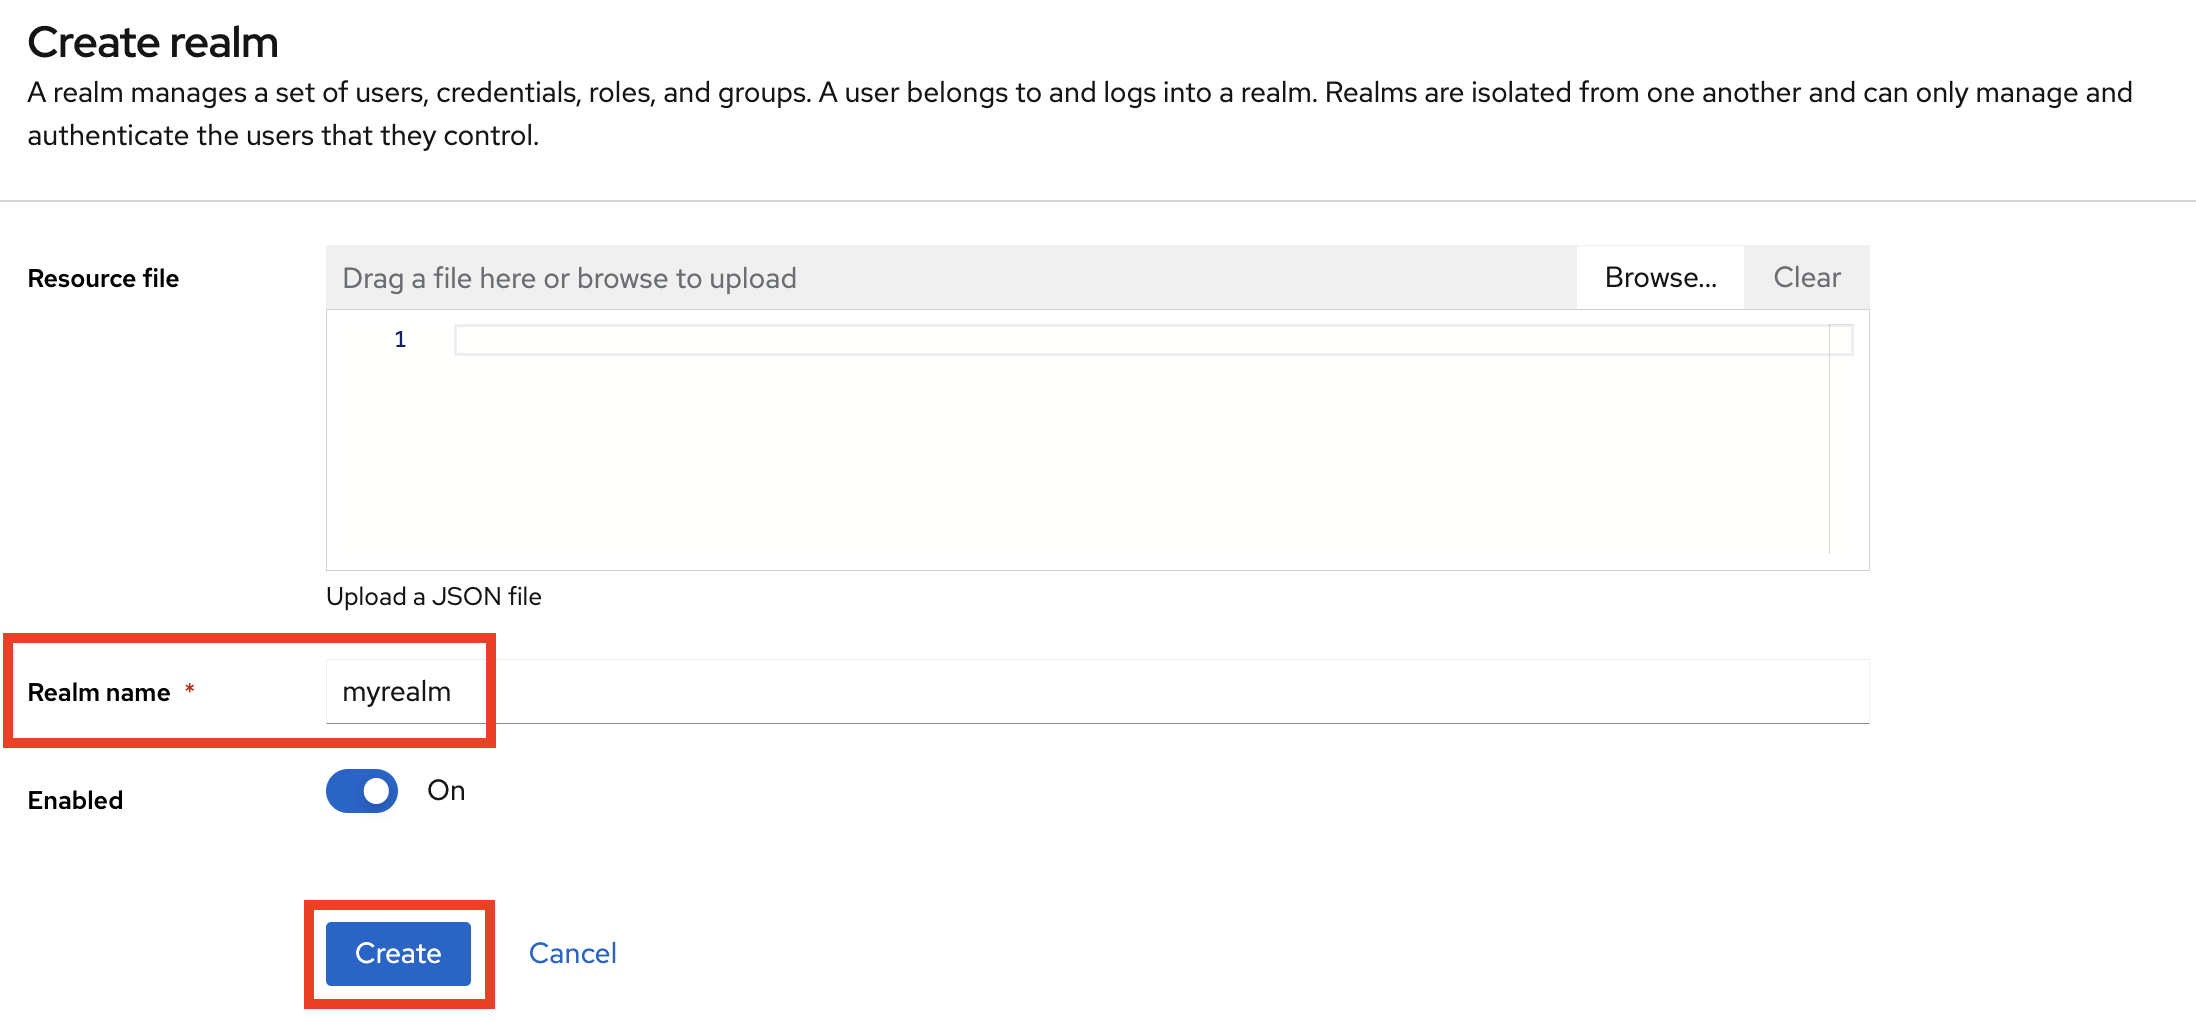 Create realm
A realm manages a set of users, credentials, roles, and groups. A user belongs to and logs into a realm. Realms are isolated from one another and can only manage and
authenticate the users that they control.
Resource file
Drag a file here or browse to upload
Browse...
Clear
1
Upload a JSON file
Realm name *
myrealm
Enabled
On
Create
Cancel